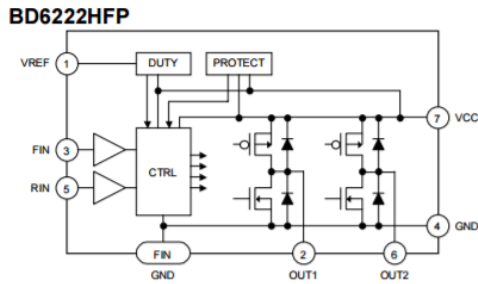 BD6222HFP
VREF 1 DUTY PROTECT
7 VCC
FIN 3
CTRL
RIN 5
4 GND
FIN 2 6
GND OUT1 OUT2